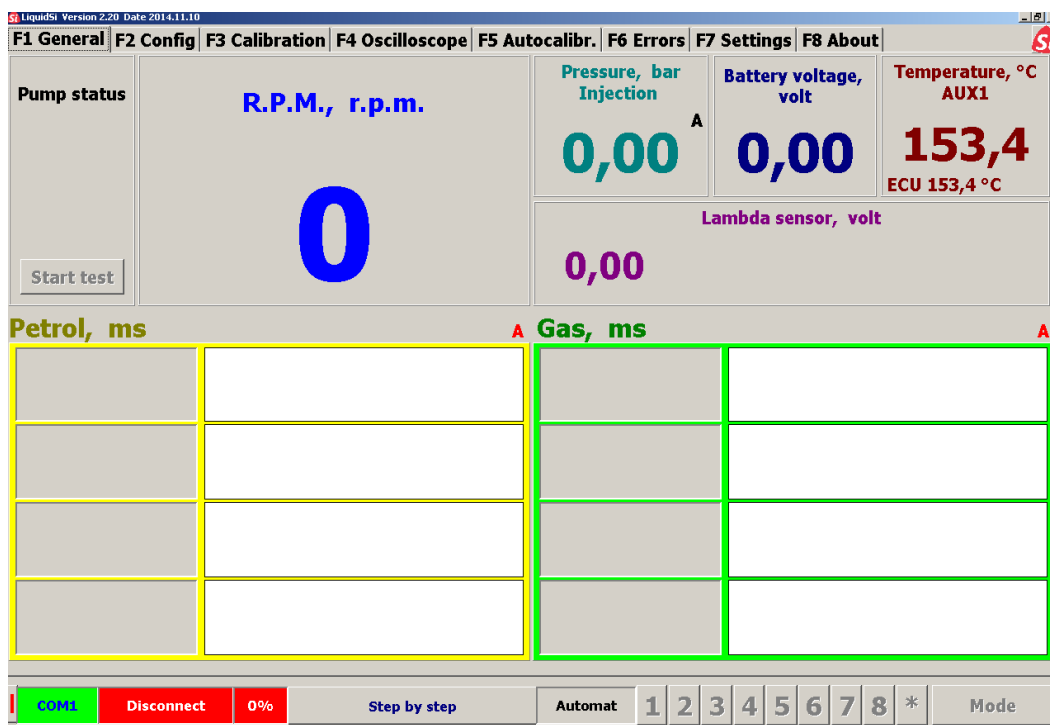 LiquidSi Version 2.20 Date 2014.11.10
F1 General F2 Config F3 Calibration F4 Oscilloscope F5 Autocalibr. F6 Errors F7 Settings F8 About
Si
Pump status
Start test
R.P.M., r.p.m.
0
Pressure, bar
Injection
A
0,00
Battery voltage,
volt
0,00
Temperature, °C
AUX1
153,4
ECU 153,4 °C
Lambda sensor, volt
0,00
Petrol, ms A
Gas, ms A
COM1 Disconnect 0% Step by step Automat 1 2 3 4 5 6 7 8 * Mode